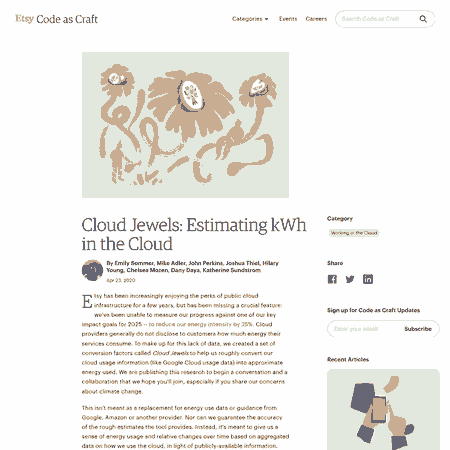 Etsy Code as Craft
Categories
Events
Careers
Search Code as Craft
Cloud Jewels: Estimating kWh
in the Cloud
By Emily Sommer, Mike Adler, John Perkins, Joshua Thiel, Hilary
Young, Chelsea Mozen, Dany Daya, Katherine Sundstrom
Apr 23, 2020
Etsy has been increasingly enjoying the perks of public cloud
infrastructure for a few years, but has been missing a crucial feature:
we've been unable to measure our progress against one of our key
impact goals for 2025 -- to reduce our energy intensity by 25%. Cloud
providers generally do not disclose to customers how much energy their
services consume. To make up for this lack of data, we created a set of
conversion factors called Cloud Jewels to help us roughly convert our
cloud usage information (like Google Cloud usage data) into approximate
energy used. We are publishing this research to begin a conversation and a
collaboration that we hope you'll join, especially if you share our concerns
about climate change.
This isn't meant as a replacement for energy use data or guidance from
Google, Amazon or another provider. Nor can we guarantee the accuracy
of the rough estimates the tool provides. Instead, it's meant to give us a
sense of energy usage and relative changes over time based on aggregated
data on how we use the cloud, in light of publicly-available information.
Category
Working in the Cloud
Share
Sign up for Code as Craft Updates
Enter your email
Subscribe
Recent Articles